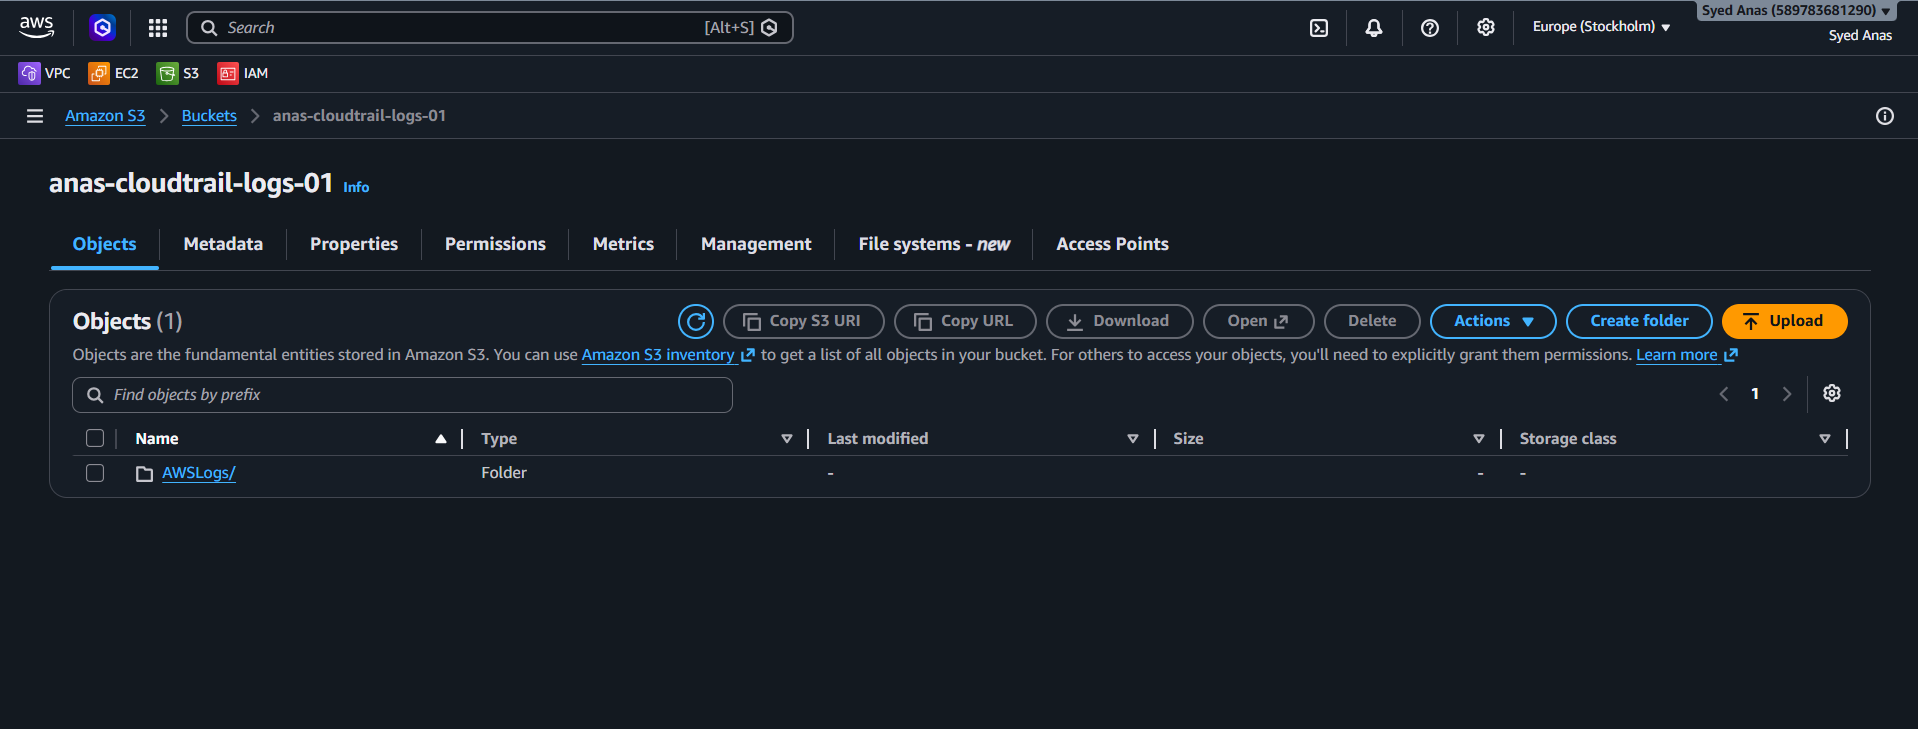 aws
Search [Alt+S]
Europe (Stockholm)
Syed Anas (589783681290)
Syed Anas
VPC EC2 S3 IAM
Amazon S3 Buckets anas-cloudtrail-logs-01
anas-cloudtrail-logs-01 Info
Objects Metadata Properties Permissions Metrics Management File systems - new Access Points
Objects (1) Copy S3 URI Copy URL Download Open Delete Actions Create folder Upload
Objects are the fundamental entities stored in Amazon S3. You can use Amazon S3 inventory to get a list of all objects in your bucket. For others to access your objects, you'll need to explicitly grant them permissions. Learn more
Find objects by prefix 1
Name Type Last modified Size Storage class
AWSLogs/ Folder - - -